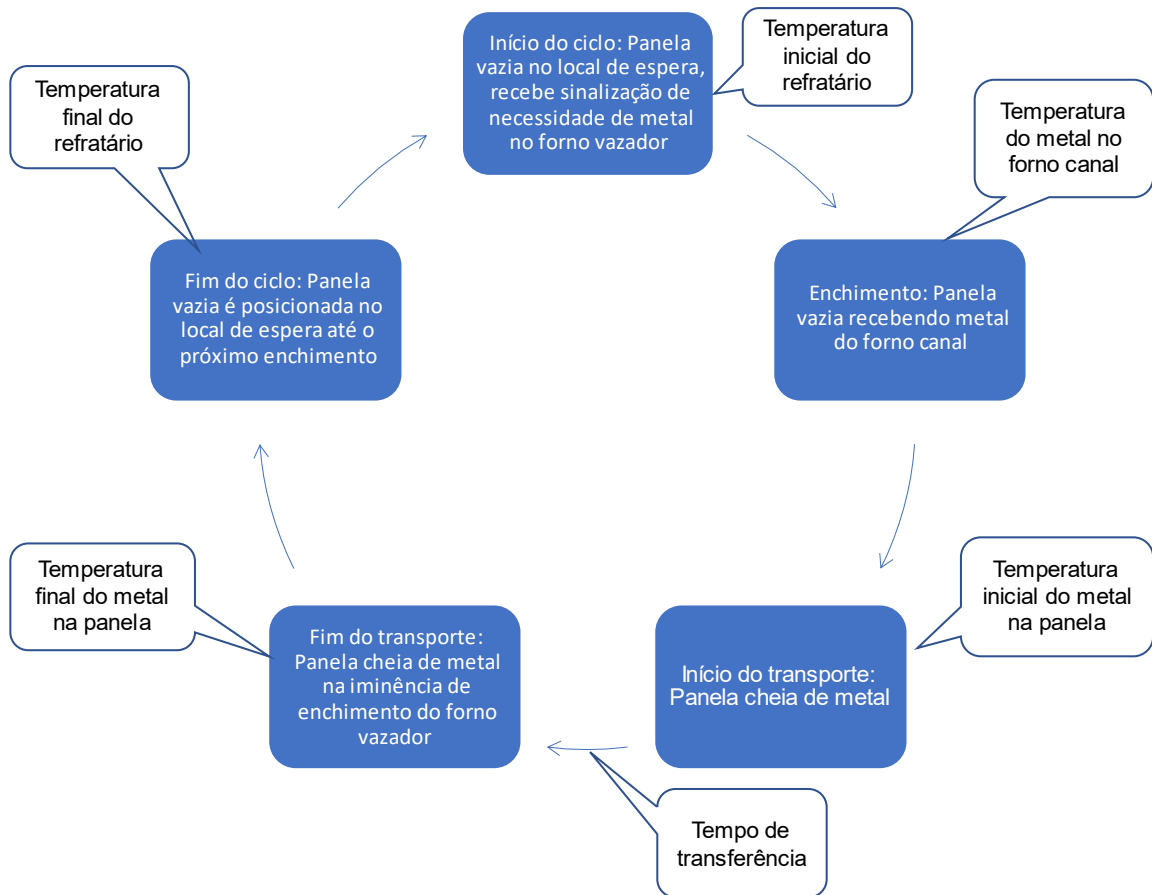 Início do ciclo: Panela
vazia no local de espera,
recebe sinalização de
necessidade de metal
no forno vazador
Temperatura
inicial do
refratário
Temperatura
do metal no
forno canal
Enchimento: Panela
vazia recebendo metal
do forno canal
Temperatura
inicial do metal
na panela
Início do transporte:
Panela cheia de metal
Tempo de
transferência
Fim do transporte:
Panela cheia de metal
na iminência de
enchimento do forno
vazador
Temperatura
final do metal
na panela
Fim do ciclo: Panela
vazia é posicionada no
local de espera até o
próximo enchimento
Temperatura
final do
refratário